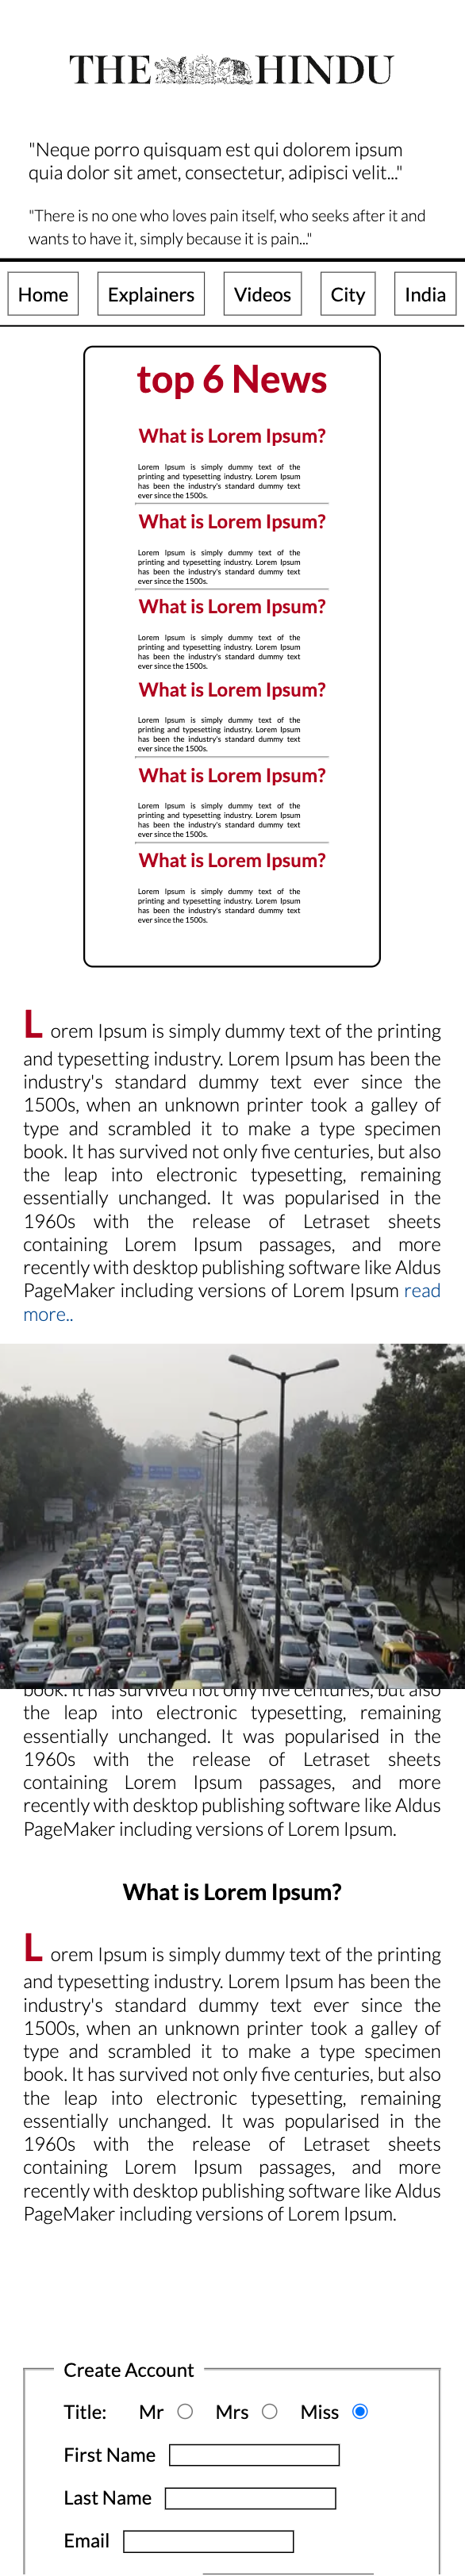 THE HINDU
"Neque porro quisquam est qui dolorem ipsum
quia dolor sit amet, consectetur, adipisci velit..."
"There is no one who loves pain itself, who seeks after it and
wants to have it, simply because it is pain..."
Home Explainers Videos City India
top 6 News
What is Lorem Ipsum?
Lorem Ipsum is simply dummy text of the
printing and typesetting industry. Lorem Ipsum
has been the industry's standard dummy text
ever since the 1500s.
What is Lorem Ipsum?
Lorem Ipsum is simply dummy text of the
printing and typesetting industry. Lorem Ipsum
has been the industry's standard dummy text
ever since the 1500s.
What is Lorem Ipsum?
Lorem Ipsum is simply dummy text of the
printing and typesetting industry. Lorem Ipsum
has been the industry's standard dummy text
ever since the 1500s.
What is Lorem Ipsum?
Lorem Ipsum is simply dummy text of the
printing and typesetting industry. Lorem Ipsum
has been the industry's standard dummy text
ever since the 1500s.
What is Lorem Ipsum?
Lorem Ipsum is simply dummy text of the
printing and typesetting industry. Lorem Ipsum
has been the industry's standard dummy text
ever since the 1500s.
What is Lorem Ipsum?
Lorem Ipsum is simply dummy text of the
printing and typesetting industry. Lorem Ipsum
has been the industry's standard dummy text
ever since the 1500s.
Lorem Ipsum is simply dummy text of the printing
and typesetting industry. Lorem Ipsum has been the
industry's standard dummy text ever since the
1500s, when an unknown printer took a galley of
type and scrambled it to make a type specimen
book. It has survived not only five centuries, but also
the leap into electronic typesetting, remaining
essentially unchanged. It was popularised in the
1960s with the release of Letraset sheets
containing Lorem Ipsum passages, and more
recently with desktop publishing software like Aldus
PageMaker including versions of Lorem Ipsum read
more..
book. It has survived not only five centuries, but also
the leap into electronic typesetting, remaining
essentially unchanged. It was popularised in the
1960s with the release of Letraset sheets
containing Lorem Ipsum passages, and more
recently with desktop publishing software like Aldus
PageMaker including versions of Lorem Ipsum.
What is Lorem Ipsum?
Lorem Ipsum is simply dummy text of the printing
and typesetting industry. Lorem Ipsum has been the
industry's standard dummy text ever since the
1500s, when an unknown printer took a galley of
type and scrambled it to make a type specimen
book. It has survived not only five centuries, but also
the leap into electronic typesetting, remaining
essentially unchanged. It was popularised in the
1960s with the release of Letraset sheets
containing Lorem Ipsum passages, and more
recently with desktop publishing software like Aldus
PageMaker including versions of Lorem Ipsum.
Create Account
Title: Mr Mrs Miss
First Name
Last Name
Email